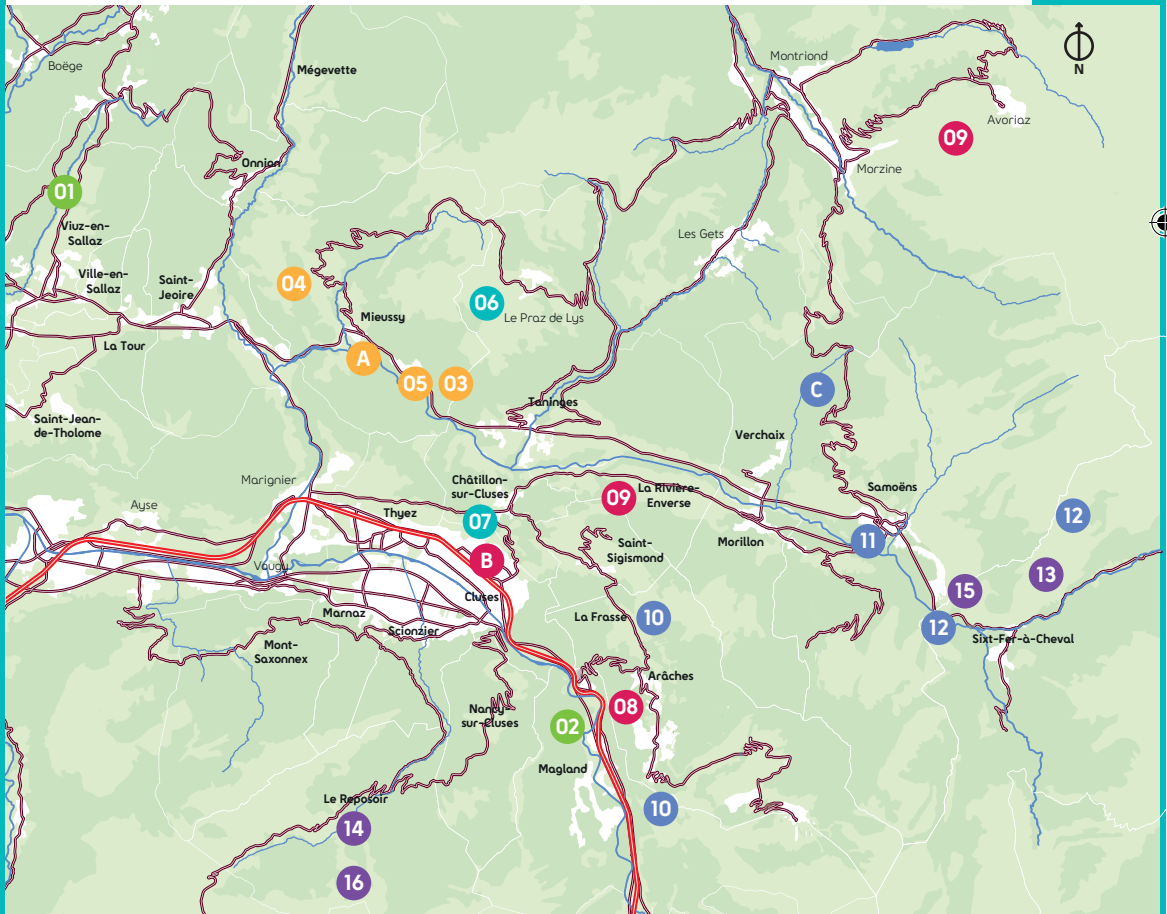 Montriond
Boëge
Mégevette
N
Avoriaz
09
Onnion
Morzine
01
Viuz-en-
Sallaz
Les Gets
Ville-en-
Sallaz
Saint-
Jeoire
04
06
Le Praz de Lys
Mieussy
La Tour
A
05
03
C
Taninges
Saint-Jean-
de-Tholome
Verchaix
Marignier
Châtillon-
sur-Cluses
09
La Rivière-
Enverse
Samoëns
Ayse
Thyez
07
12
Saint-
Sigismond
Morillon
11
Vougy
B
13
15
Cluses
Marnaz
La Frasse
10
12
Scionzier
Sixt-Fer-à-Cheval
Mont-
Saxonnex
Arâches
08
Nancy-
sur-Cluses
02
Magland
Le Reposoir
10
14
16